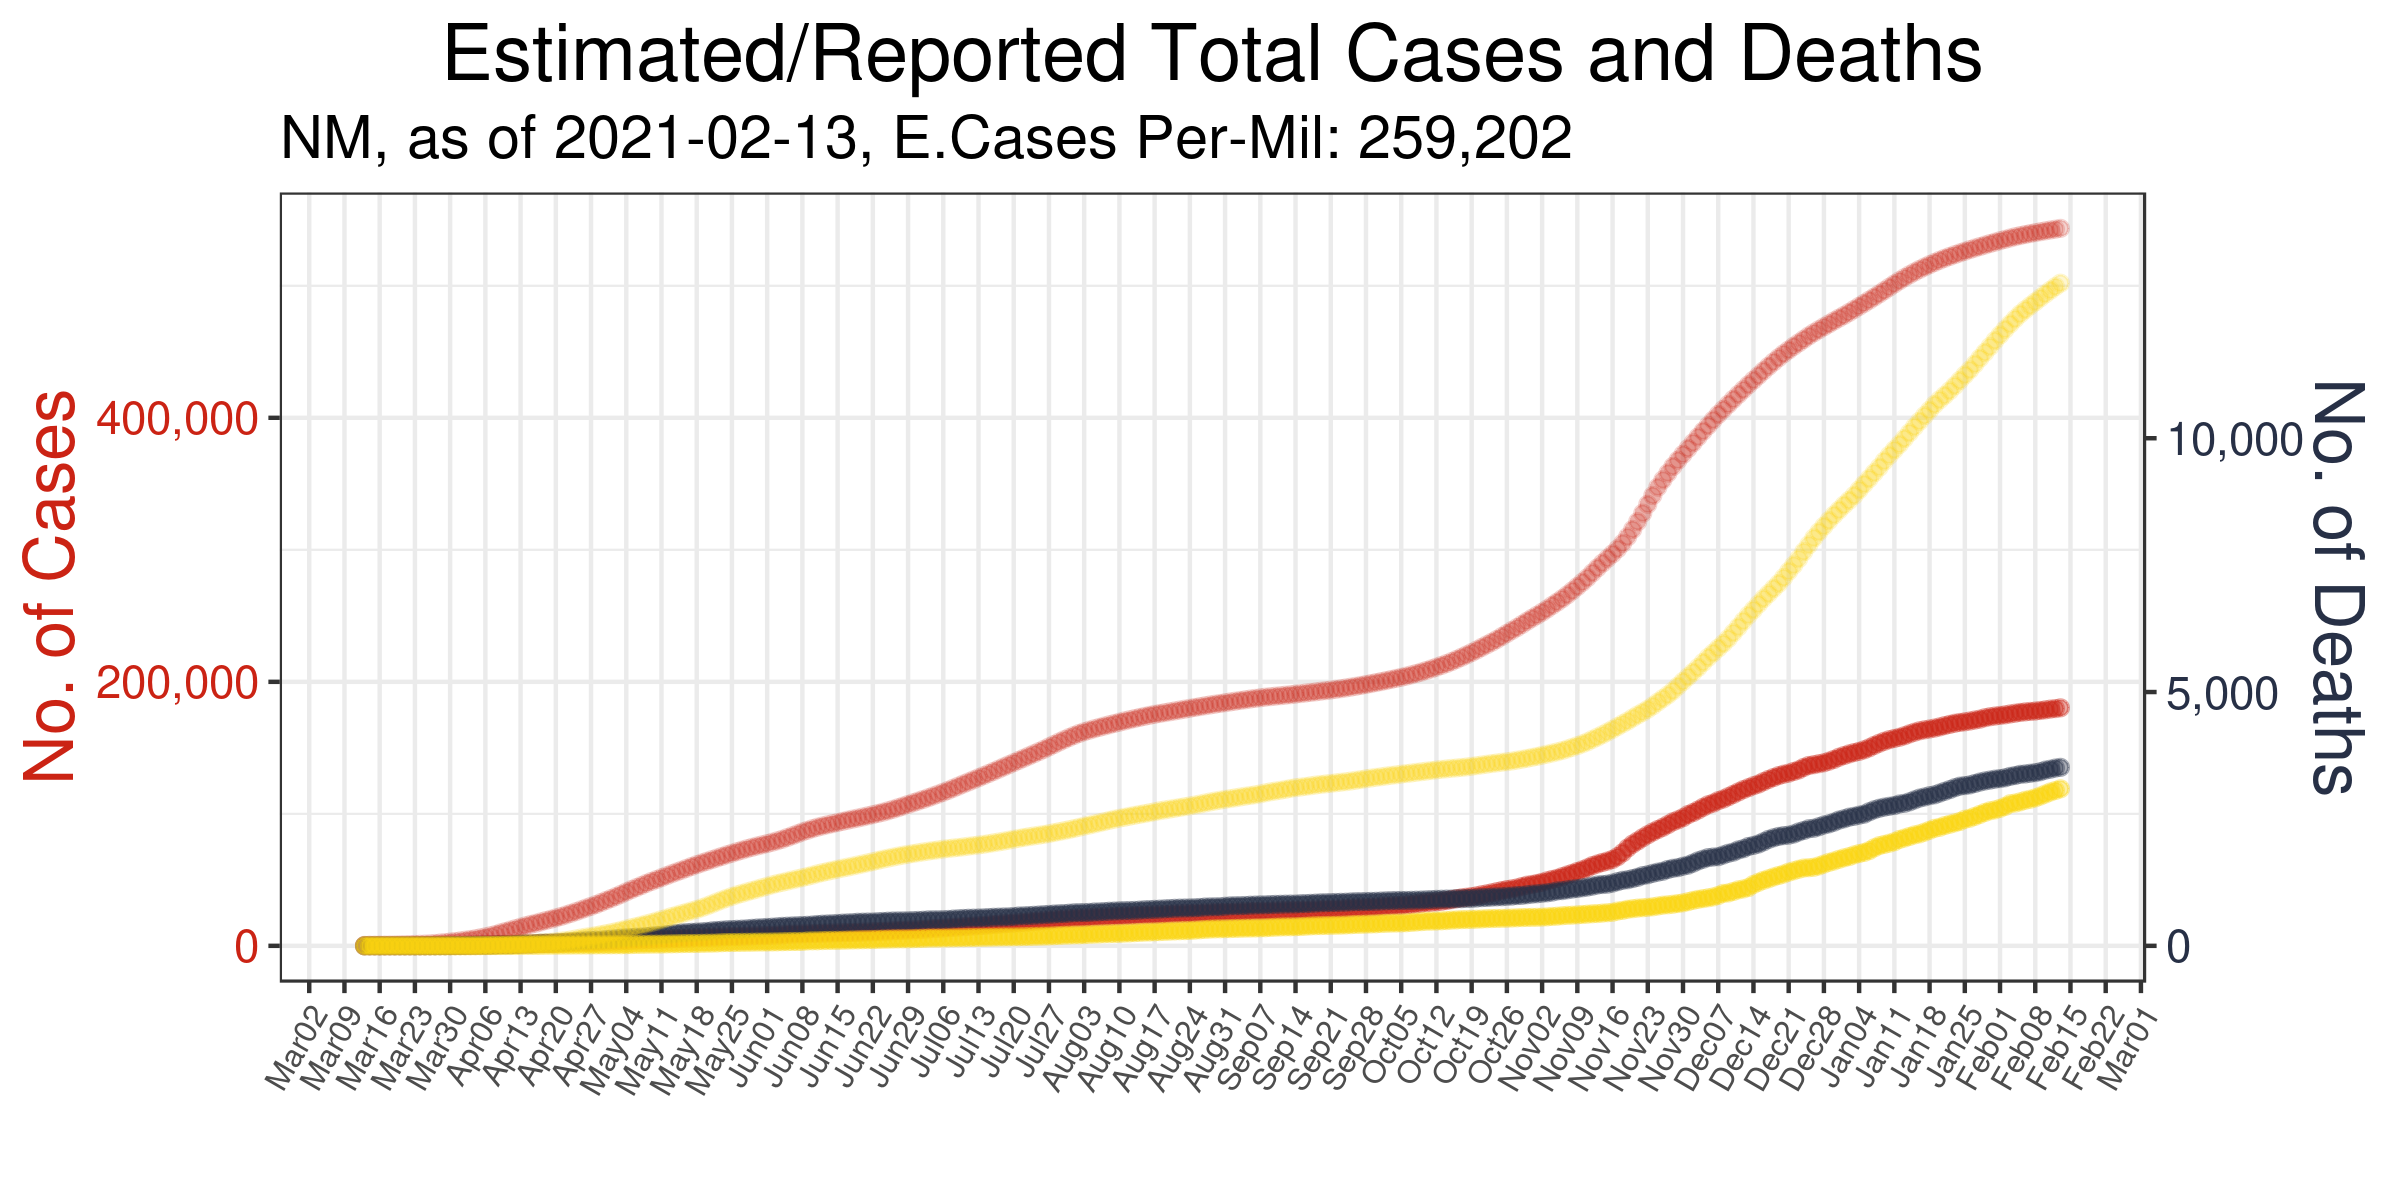 Estimated/Reported Total Cases and Deaths
NM, as of 2021-02-13, E.Cases Per-Mil: 259,202
No. of Cases
400,000
200,000
0
10,000
5,000
0
No. of Deaths
Mar02 Mar09 Mar16 Mar23 Mar30 Apr06 Apr13 Apr20 Apr27 May04 May11 May18 May25 Jun01 Jun08 Jun15 Jun22 Jun29 Jul06 Jul13 Jul20 Jul27 Aug03 Aug10 Aug17 Aug24 Aug31 Sep07 Sep14 Sep21 Sep28 Oct05 Oct12 Oct19 Oct26 Nov02 Nov09 Nov16 Nov23 Nov30 Dec07 Dec14 Dec21 Dec28 Jan04 Jan11 Jan18 Jan25 Feb01 Feb08 Feb15 Feb22 Mar01